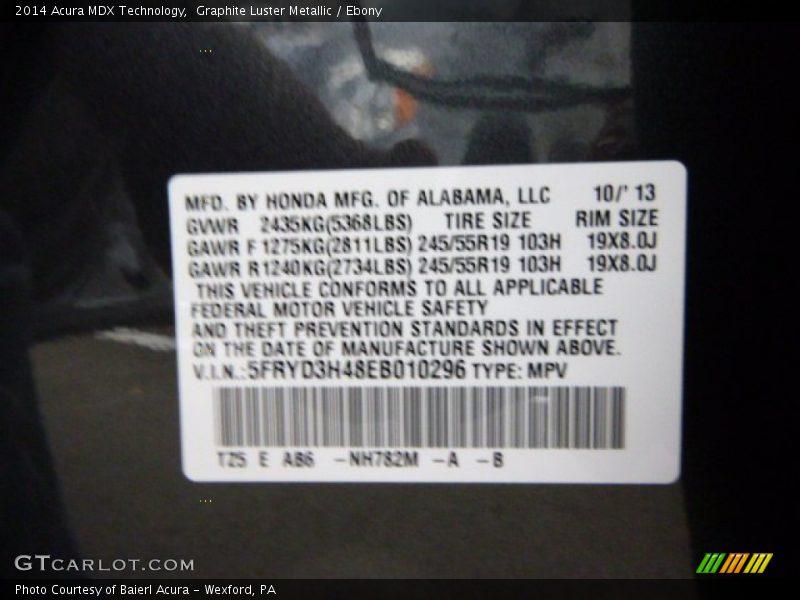 2014 Acura MDX Technology,  Graphite Luster Metallic / Ebony
MFD. BY HONDA MFG. OF ALABAMA, LLC 10/' 13
GVWR 2435KG(5368LBS) TIRE SIZE RIM SIZE
GAWR F 1275KG(2811LBS) 245/55R19 103H 19X8.0J
GAWR R 1240KG(2734LBS) 245/55R19 103H 19X8.0J
THIS VEHICLE CONFORMS TO ALL APPLICABLE
FEDERAL MOTOR VEHICLE SAFETY
AND THEFT PREVENTION STANDARDS IN EFFECT
ON THE DATE OF MANUFACTURE SHOWN ABOVE.
V.I.N.:5FRYD3H48EB010296 TYPE: MPV
TZ5 E AB6 -NH782M -A -B
GTCARLOT.COM
Photo Courtesy of Baierl Acura - Wexford, PA